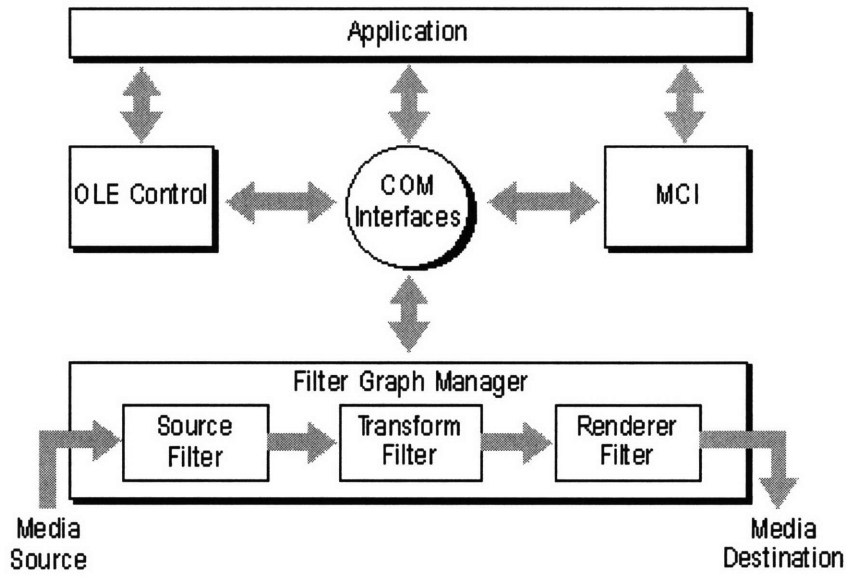 Application
OLE Control
COM
Interfaces
MCI
Filter Graph Manager
Source
Filter
Transform
Filter
Renderer
Filter
Media
Source
Media
Destination